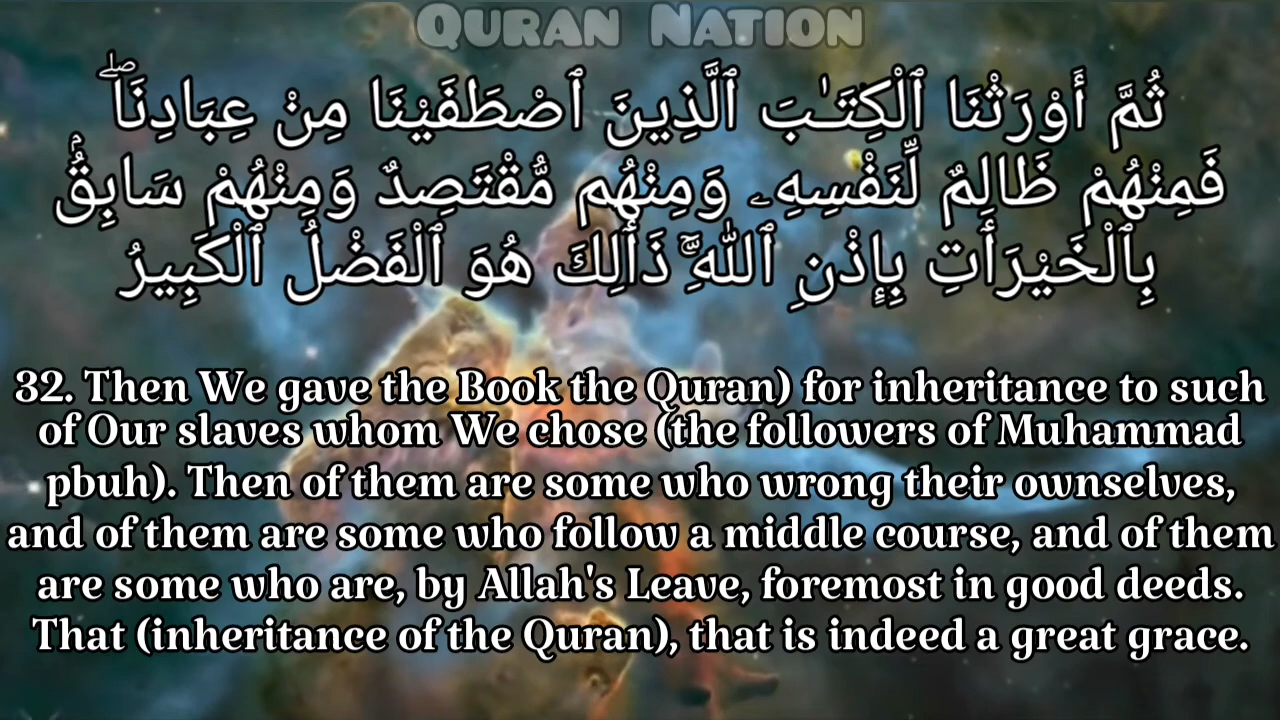 QURAN NATION
ثُمَّ أَوْرَثْنَا ٱلْكِتَـٰبَ ٱلَّذِينَ ٱصْطَفَيْنَا مِنْ عِبَادِنَاۖ
فَمِنْهُمْ ظَالِمٌ لِّنَفْسِهِۦ وَمِنْهُم مُّقْتَصِدٌ وَمِنْهُمْ سَابِقُۢ
بِٱلْخَيْرَٲتِ بِإِذْنِ ٱللَّهِۚ ذَٲلِكَ هُوَ ٱلْفَضْلُ ٱلْكَبِيرُ
32. Then We gave the Book the Quran) for inheritance to such
of Our slaves whom We chose (the followers of Muhammad
pbuh). Then of them are some who wrong their ownselves,
and of them are some who follow a middle course, and of them
are some who are, by Allah's Leave, foremost in good deeds.
That (inheritance of the Quran), that is indeed a great grace.